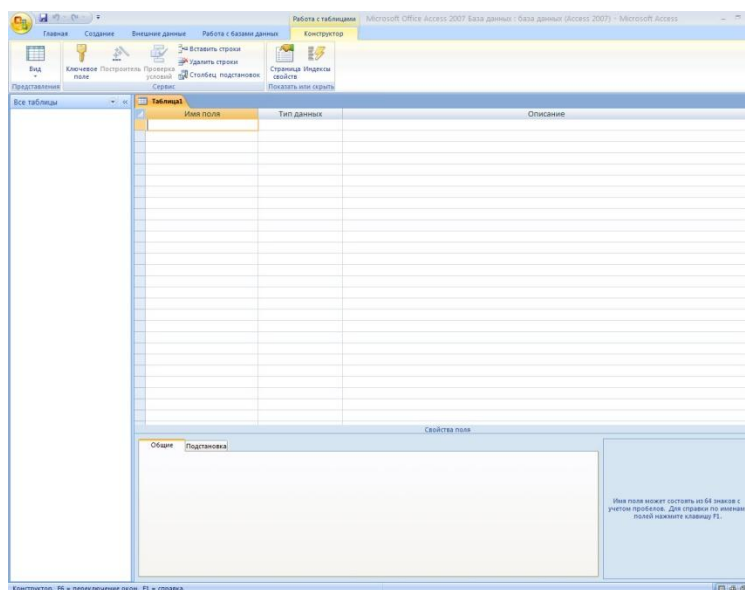 Работа с таблицами Microsoft Office Access 2007 База данных : база данных (Access 2007) - Microsoft Access
Главная Создание Внешние данные Работа с базами данных Конструктор
Вид
Ключевое поле
Построитель
Проверка условий
Вставить строки
Удалить строки
Столбец подстановок
Страница свойств
Индексы
Представления Сервис Показать или скрыть
Все таблицы
Таблица1
Имя поля Тип данных Описание
Свойства поля
Общие Подстановка
Имя поля может состоять из 64 знаков с
учетом пробелов. Для справки по именам
полей нажмите клавишу F1.
Конструктор. F6 = переключение окон. F1 = справка.